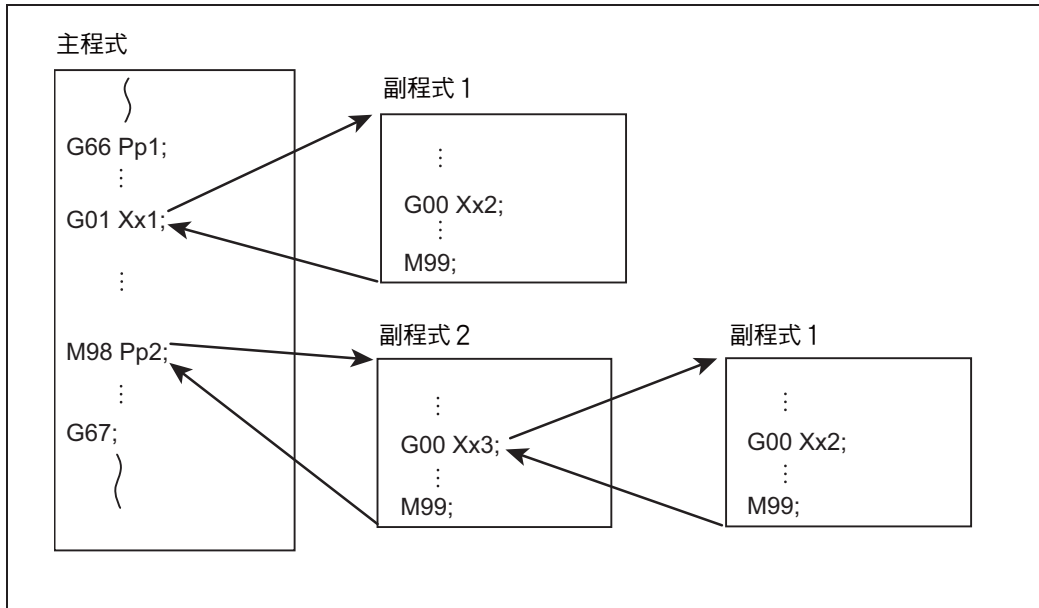 主程式
G66 Pp1;
⋮
G01 Xx1;
⋮
M98 Pp2;
⋮
G67;
副程式 1
⋮
G00 Xx2;
⋮
M99;
副程式 2
⋮
G00 Xx3;
⋮
M99;
副程式 1
⋮
G00 Xx2;
⋮
M99;